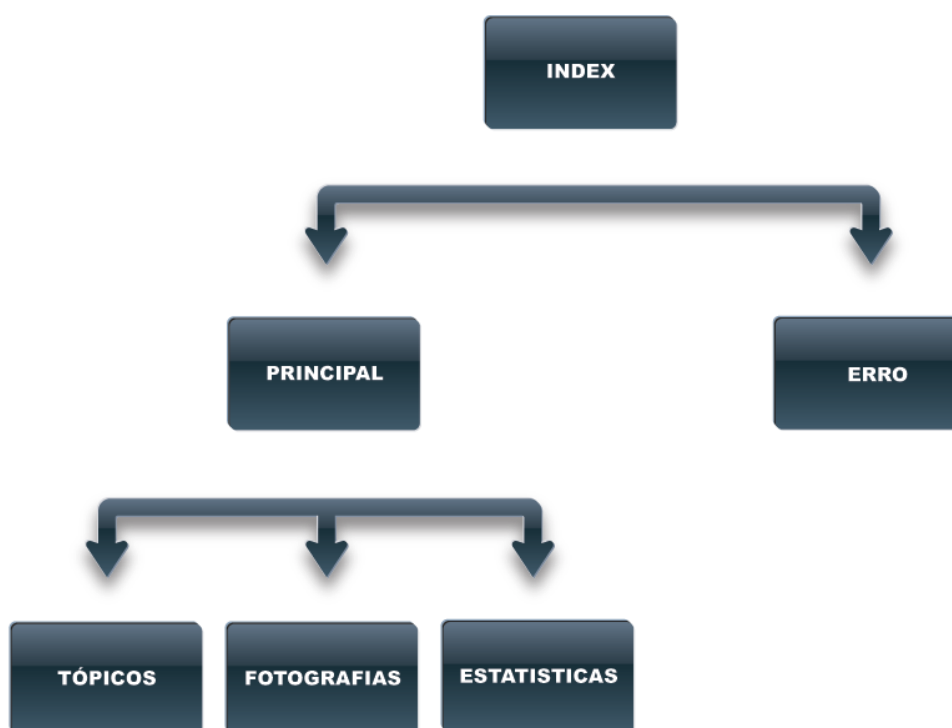 INDEX
PRINCIPAL
ERRO
TÓPICOS
FOTOGRAFIAS
ESTATISTICAS